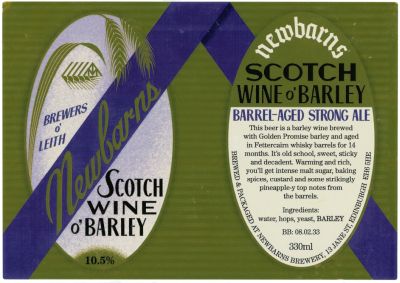 BREWERS
o'
LEITH
Newbarns
SCOTCH
WINE
o' BARLEY
10.5%
newbarns
SCOTCH
WINE o' BARLEY
BARREL-AGED STRONG ALE
This beer is a barley wine brewed
with Golden Promise barley and aged
in Fettercairn whisky barrels for 14
months. It's old school, sweet, sticky
and decadent. Warming and rich,
you'll get intense malt sugar, baking
spices, custard and some strikingly
pineapple-y top notes from
the barrels.
Ingredients:
water, hops, yeast, BARLEY
BB: 08.02.33
330ml
BREWED & PACKAGED AT NEWBARNS BREWERY, 13 JANE ST, EDINBURGH EH6 5HE